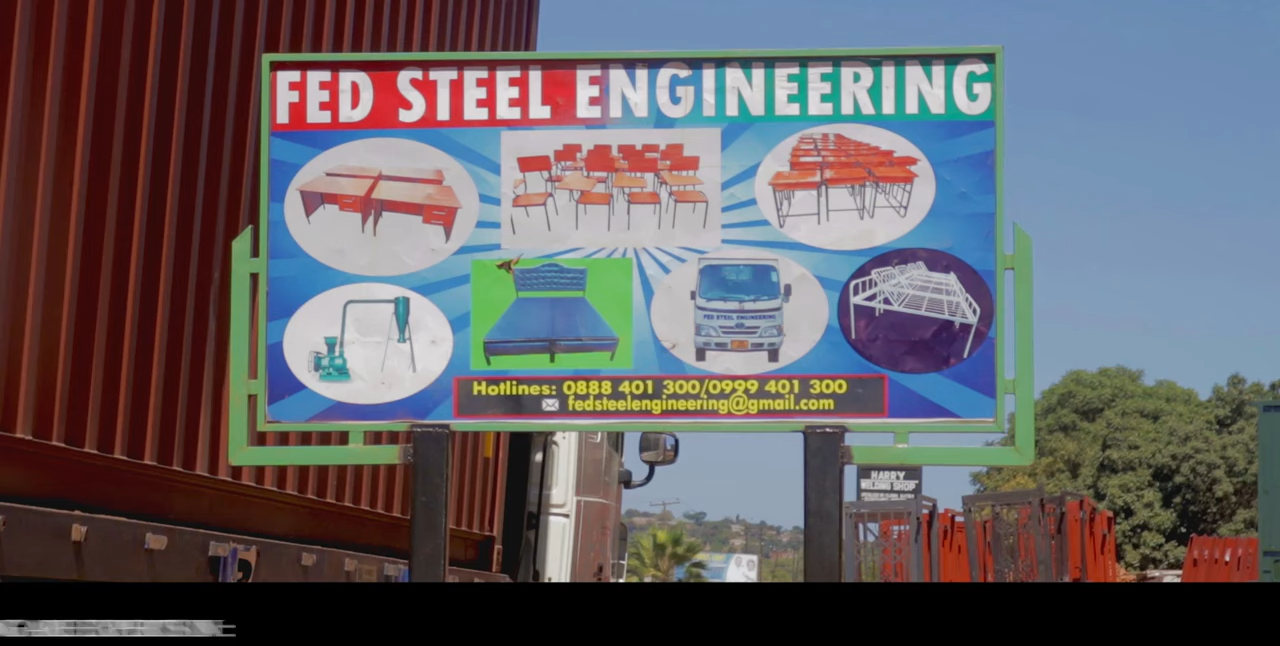 FED STEEL ENGINEERING
FED STEEL ENGINEERING
Hotlines: 0888 401 300/0999 401 300
fedsteelengineering@gmail.com
HARRY
WELDING SHOP